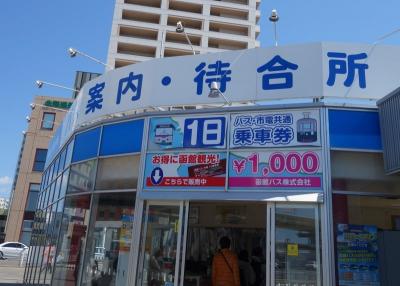 案内・待合所
1日
バス・市電共通
乗車券
お得に函館観光!
こちらで販売中
¥1,000
函館バス株式会社